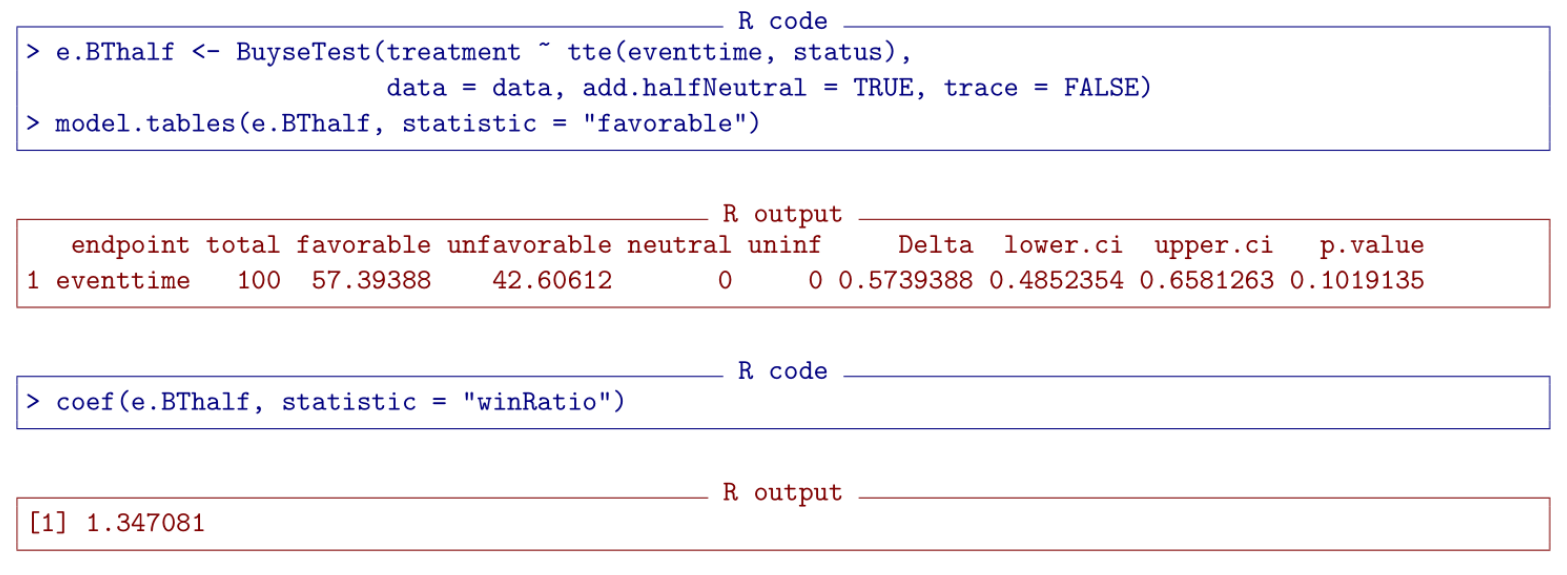 R code
> e.BThalf <- BuyseTest(treatment ~ tte(eventtime, status),
                        data = data, add.halfNeutral = TRUE, trace = FALSE)
> model.tables(e.BThalf, statistic = "favorable")
R output
   endpoint total favorable unfavorable neutral uninf     Delta  lower.ci  upper.ci   p.value
1 eventtime   100  57.39388    42.60612       0     0 0.5739388 0.4852354 0.6581263 0.1019135
R code
> coef(e.BThalf, statistic = "winRatio")
R output
[1] 1.347081